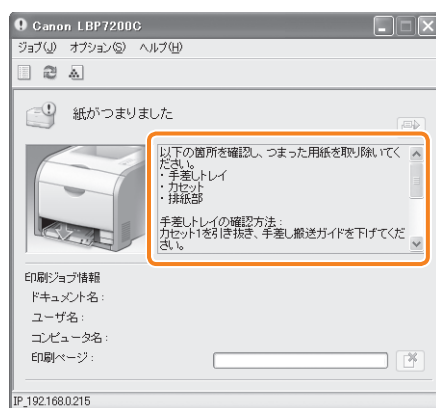 Canon LBP7200C
ジョブ(J) オプション(S) ヘルプ(H)
紙がつまりました
以下の箇所を確認し、つまった用紙を取り除いてく
ださい。
・手差しトレイ
・カセット
・排紙部
手差しトレイの確認方法:
カセット1を引き抜き、手差し搬送ガイドを下げてくだ
さい。
印刷ジョブ情報
ドキュメント名:
ユーザ名:
コンピュータ名:
印刷ページ:
IP_192.168.0.215